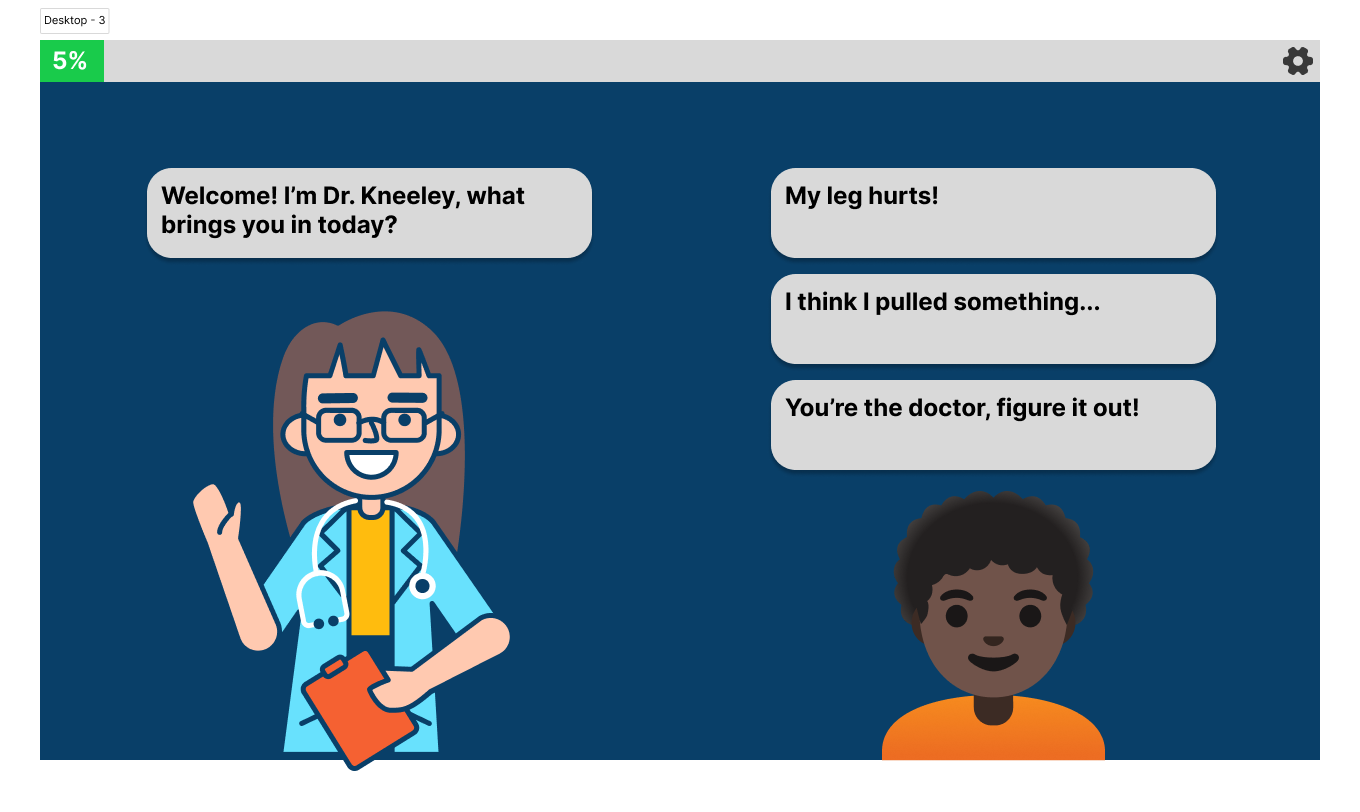 Desktop - 3
5%
Welcome! I’m Dr. Kneeley, what
brings you in today?
My leg hurts!
I think I pulled something...
You’re the doctor, figure it out!